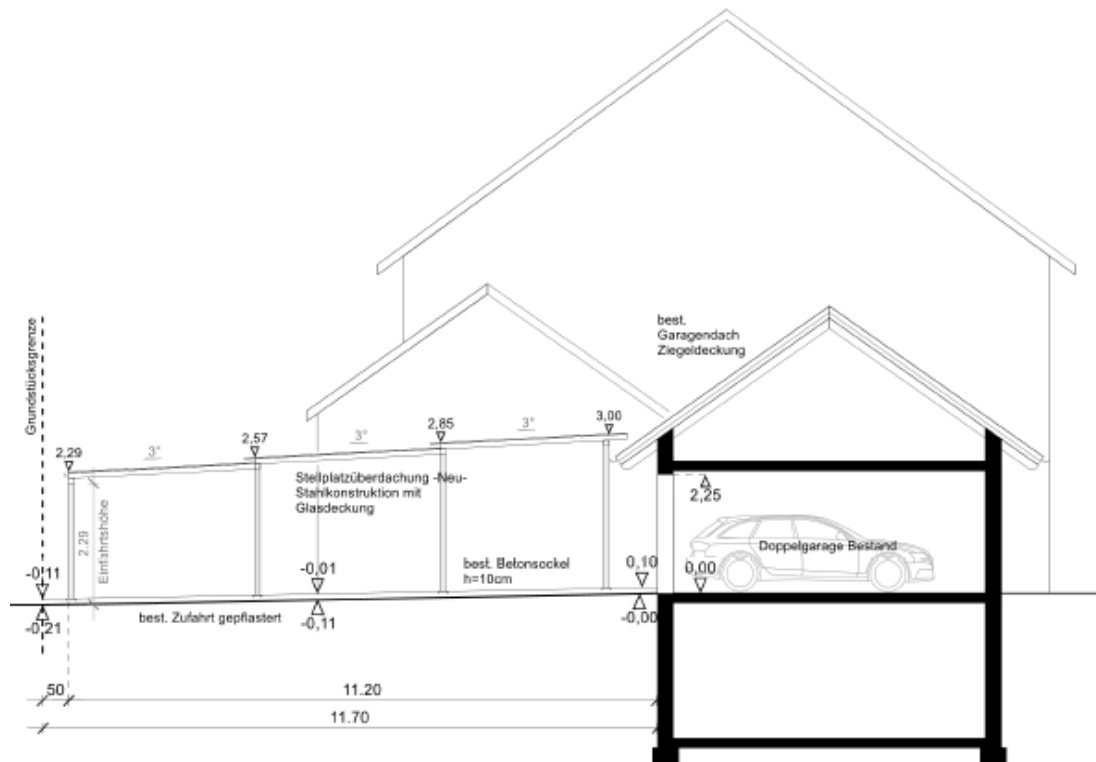 best.
Garagendach
Ziegeldeckung
Grundstücksgrenze
3,00
2,85
3°
3°
2,57
3°
2,29
Stellplatzüberdachung -Neu-
Stahlkonstruktion mit
Glasdeckung
2,25
2.29
Einfahrtshöhe
Doppelgarage Bestand
best. Betonsockel
h=10cm
0,10
0,00
-0,11
-0,01
-0,00
-0,21
best. Zufahrt gepflastert
-0,11
50
11.20
11.70